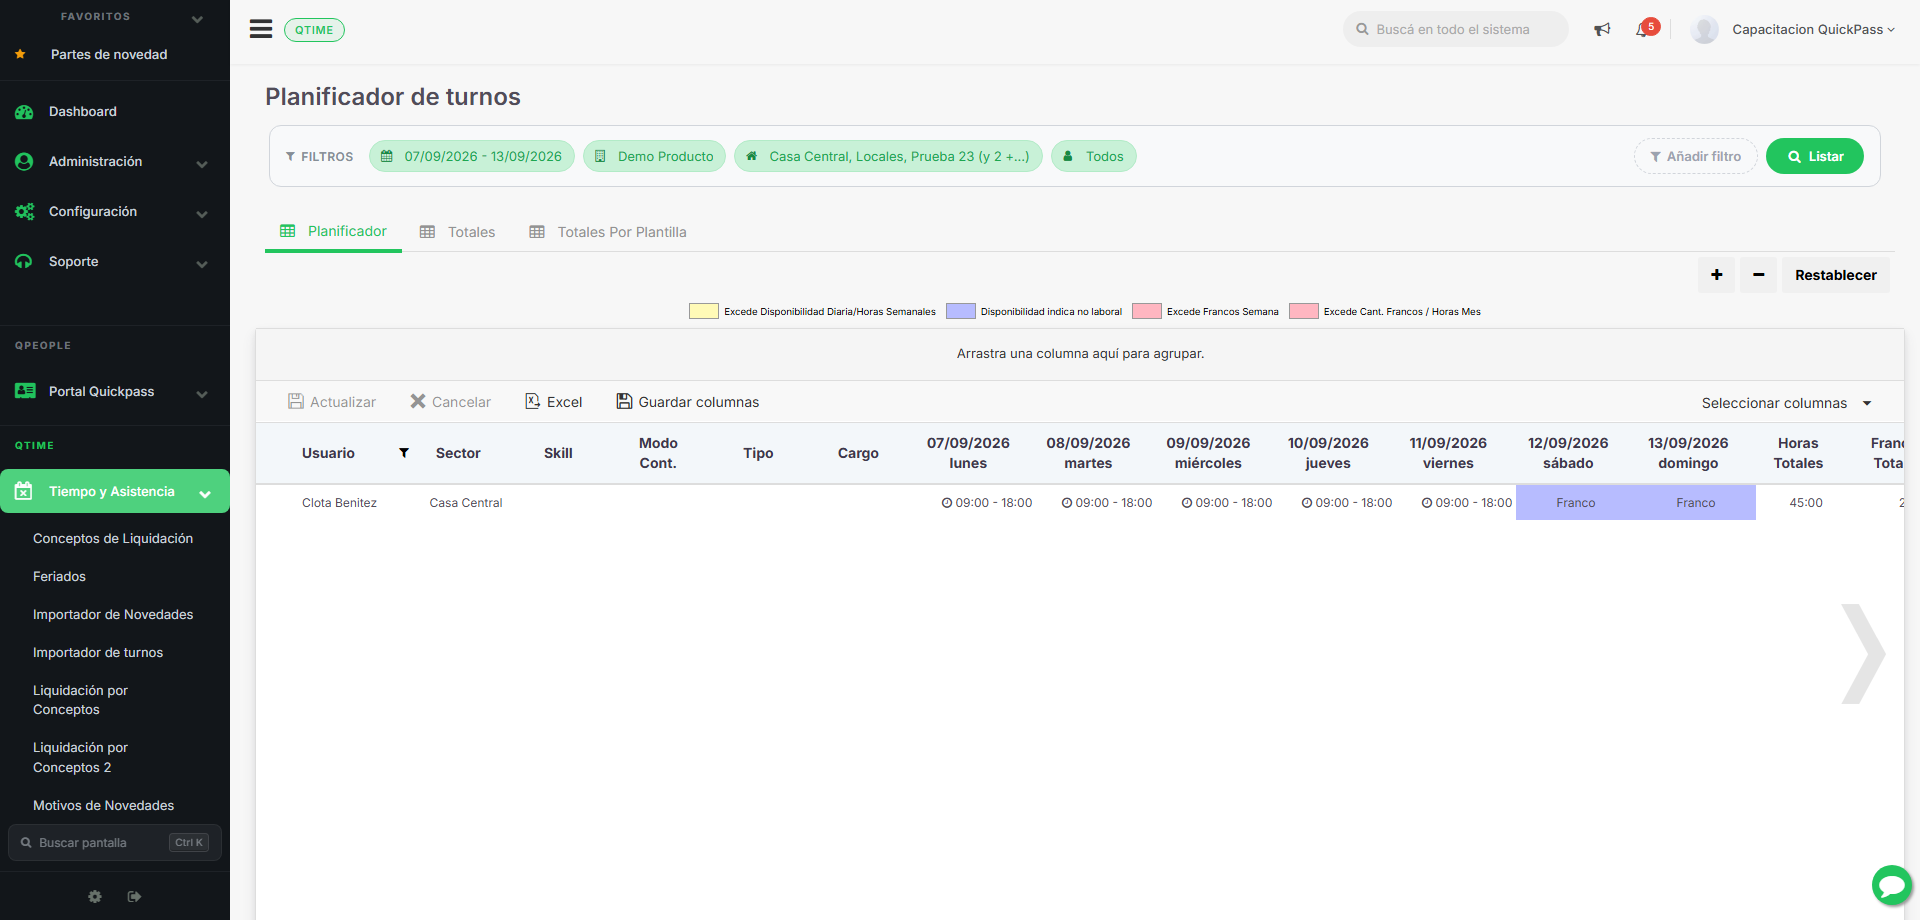 FAVORITOS
Partes de novedad
Dashboard
Administración
Configuración
Soporte
QPEOPLE
Portal Quickpass
QTIME
Tiempo y Asistencia
Conceptos de Liquidación
Feriados
Importador de Novedades
Importador de turnos
Liquidación por
Conceptos
Liquidación por
Conceptos 2
Motivos de Novedades
Buscar pantalla Ctrl K
QTIME
Buscá en todo el sistema
5
Capacitacion QuickPass
Planificador de turnos
FILTROS 07/09/2026 - 13/09/2026 Demo Producto Casa Central, Locales, Prueba 23 (y 2 +...) Todos Añadir filtro Listar
Planificador Totales Totales Por Plantilla
+ − Restablecer
Excede Disponibilidad Diaria/Horas Semanales Disponibilidad indica no laboral Excede Francos Semana Excede Cant. Francos / Horas Mes
Arrastra una columna aquí para agrupar.
Actualizar Cancelar Excel Guardar columnas Seleccionar columnas
Usuario Sector Skill Modo Cont. Tipo Cargo 07/09/2026 lunes 08/09/2026 martes 09/09/2026 miércoles 10/09/2026 jueves 11/09/2026 viernes 12/09/2026 sábado 13/09/2026 domingo Horas Totales Franc Tota
Clota Benitez Casa Central 09:00 - 18:00 09:00 - 18:00 09:00 - 18:00 09:00 - 18:00 09:00 - 18:00 Franco Franco 45:00 2